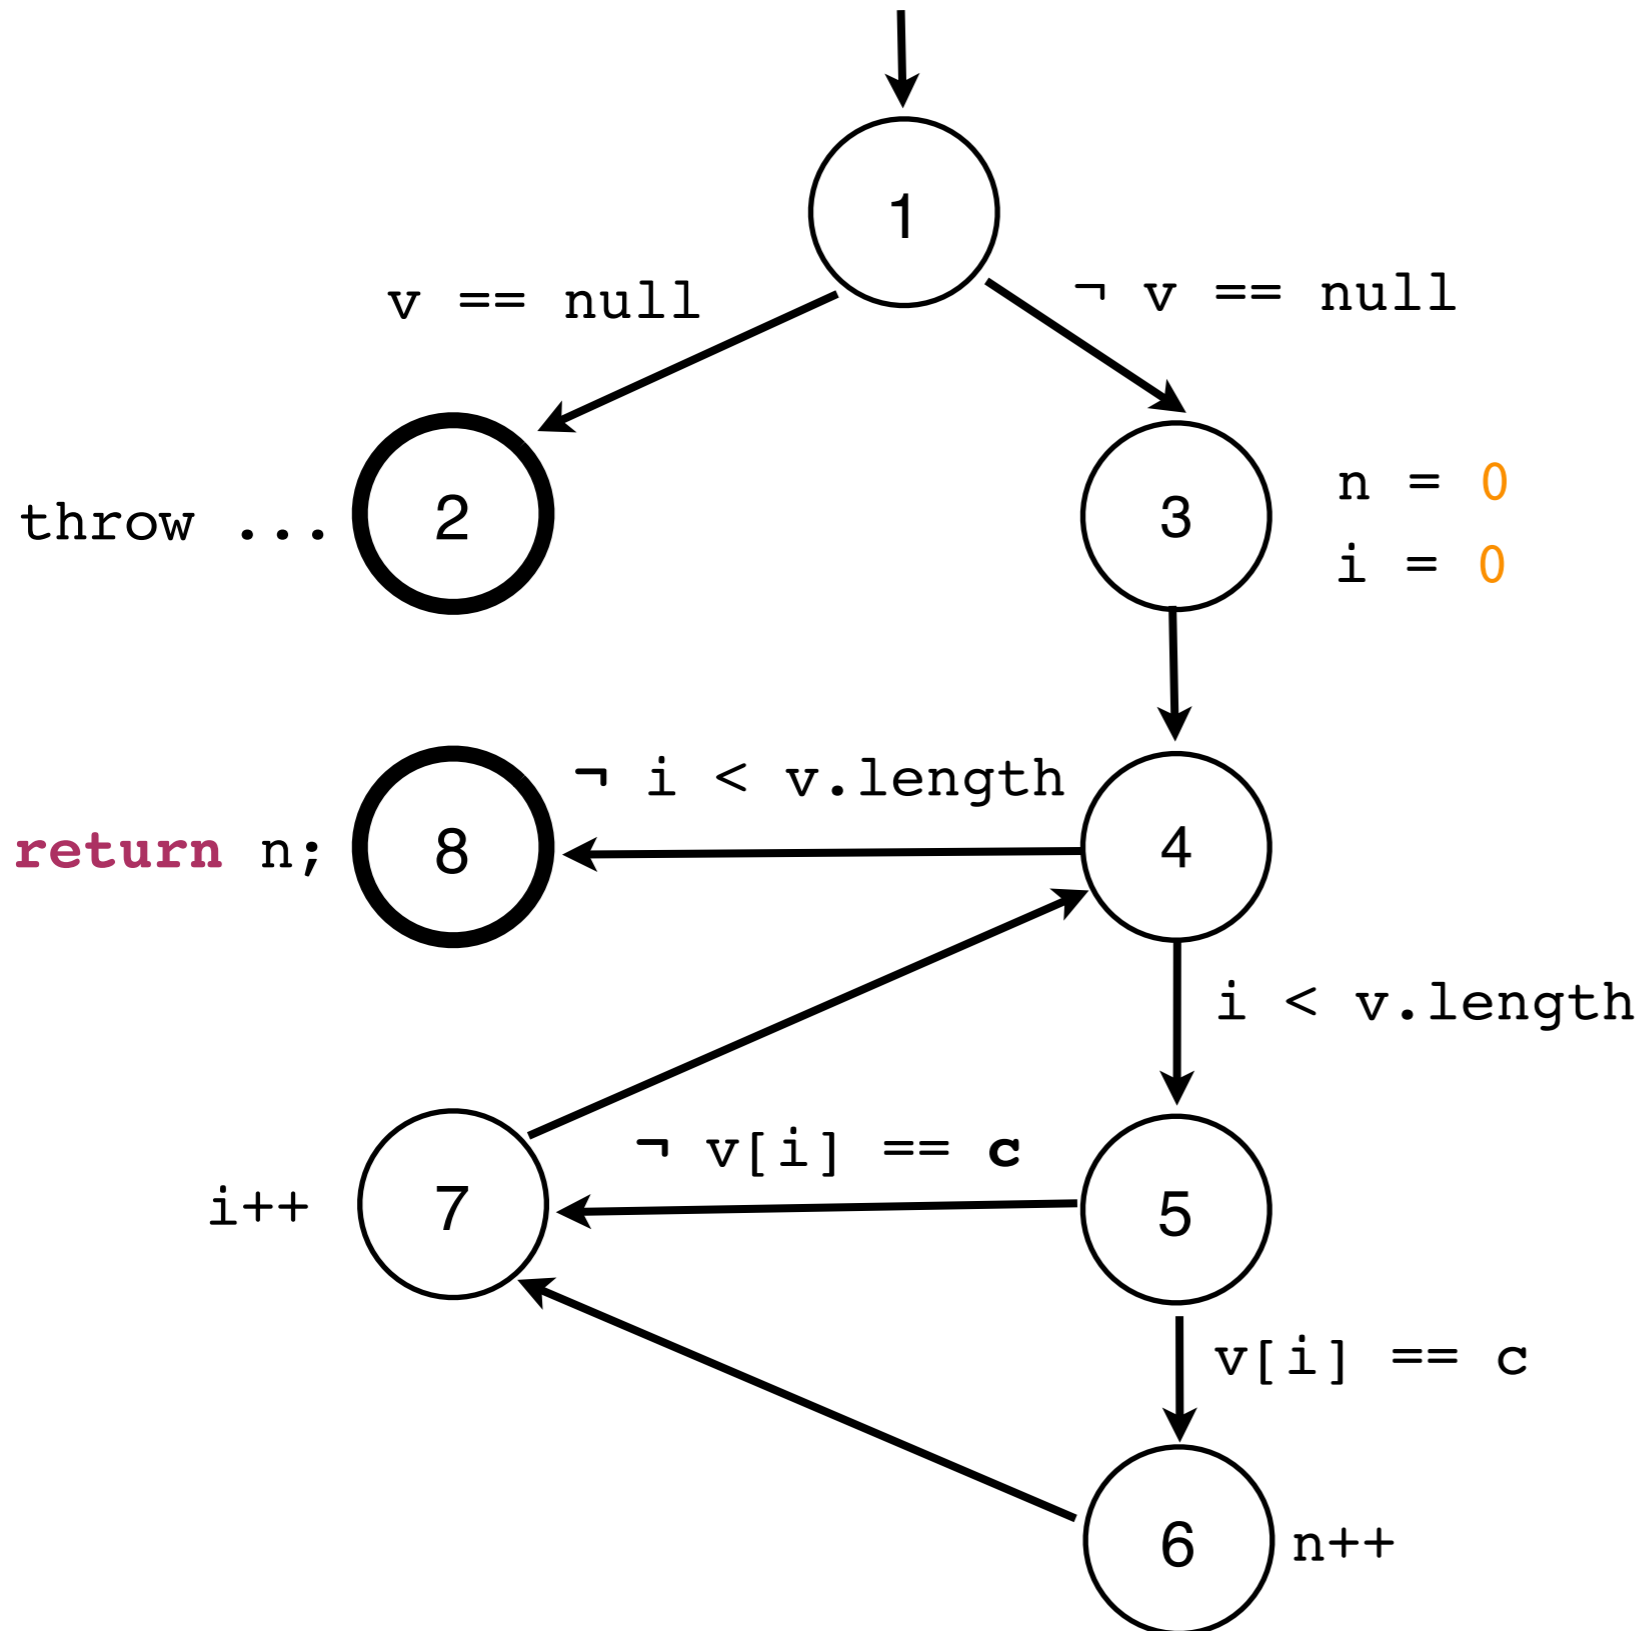 1
v == null
¬ v == null
throw ...
2
3
n = 0
i = 0
¬ i < v.length
return n;
8
4
i < v.length
¬ v[i] == c
i++
7
5
v[i] == c
6
n++